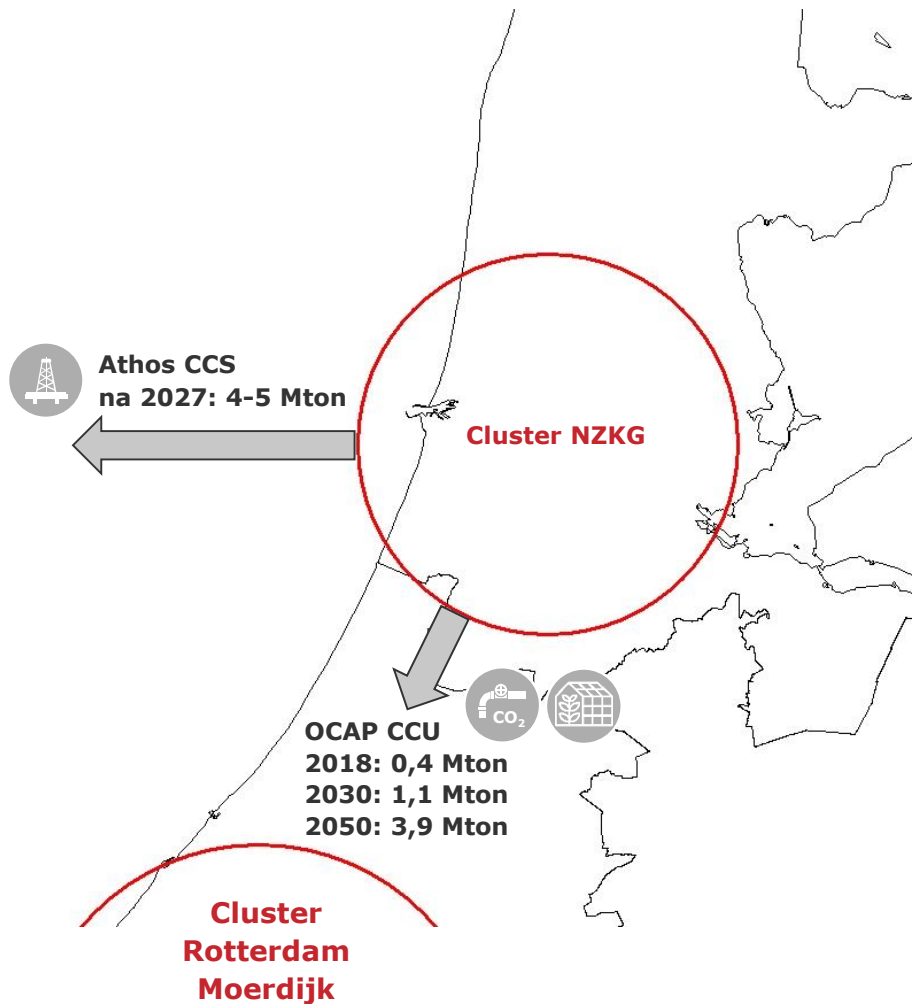 Athos CCS
na 2027: 4-5 Mton
Cluster NZKG
CO₂
OCAP CCU
2018: 0,4 Mton
2030: 1,1 Mton
2050: 3,9 Mton
Cluster
Rotterdam
Moerdijk